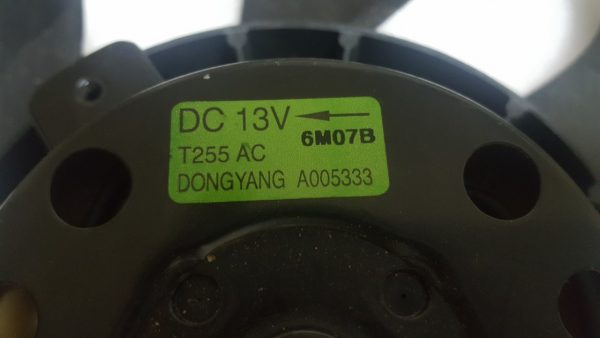 DC 13V ←
6M07B
T255 AC
DONGYANG A005333